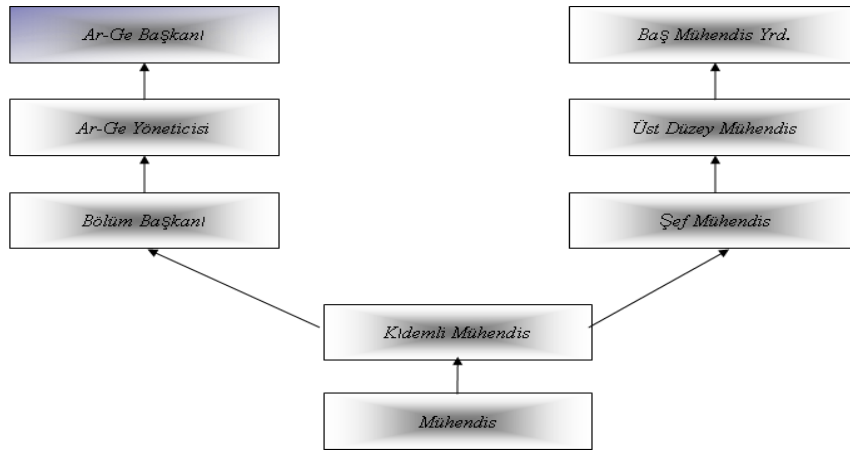 Ar-Ge Başkanı
Baş Mühendis Yrd.
Ar-Ge Yöneticisi
Üst Düzey Mühendis
Bölüm Başkanı
Şef Mühendis
Kıdemli Mühendis
Mühendis